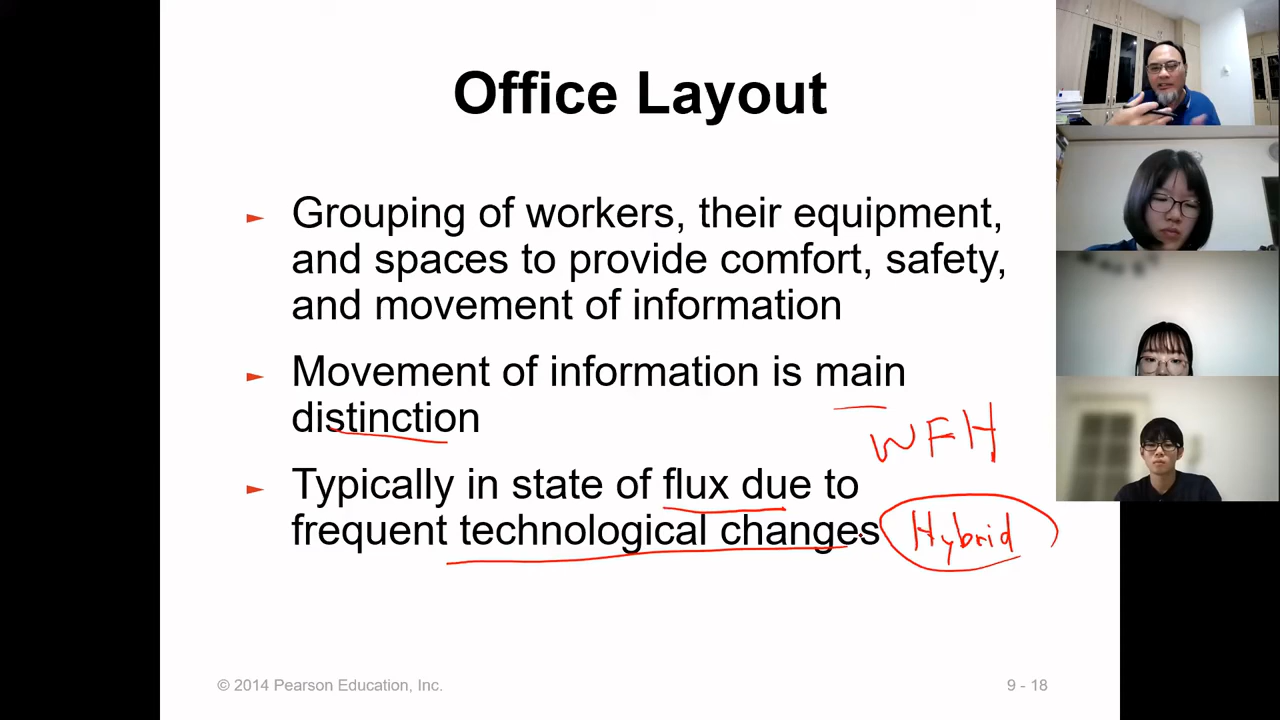 Office Layout
► Grouping of workers, their equipment,
and spaces to provide comfort, safety,
and movement of information
► Movement of information is main
distinction
WFH
► Typically in state of flux due to
frequent technological changes
Hybrid
© 2014 Pearson Education, Inc.
9 - 18